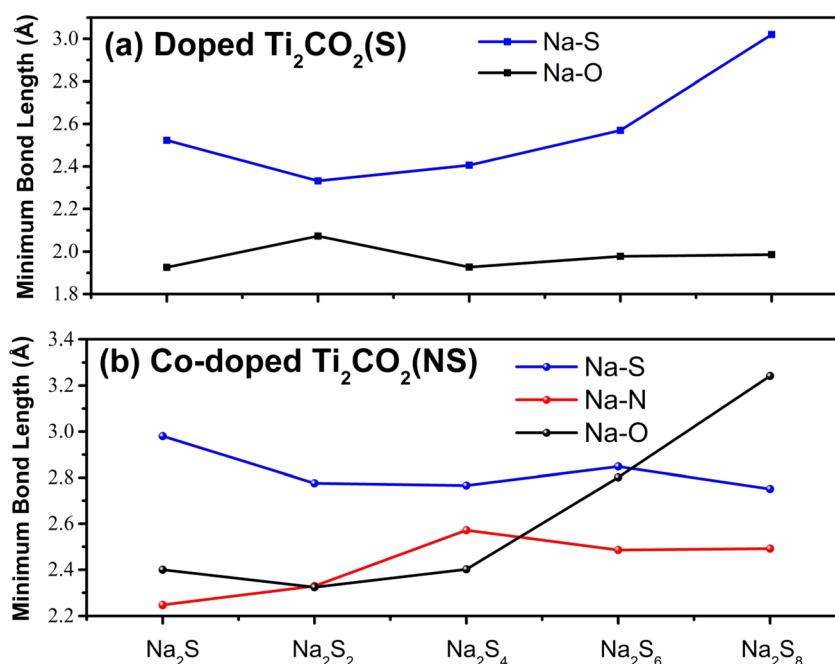 (a) Doped Ti₂CO₂(S)
Na-S
Na-O
Minimum Bond Length (Å)
3.0
2.8
2.6
2.4
2.2
2.0
1.8
(b) Co-doped Ti₂CO₂(NS)
Na-S
Na-N
Na-O
Minimum Bond Length (Å)
3.4
3.2
3.0
2.8
2.6
2.4
2.2
Na₂S Na₂S₂ Na₂S₄ Na₂S₆ Na₂S₈